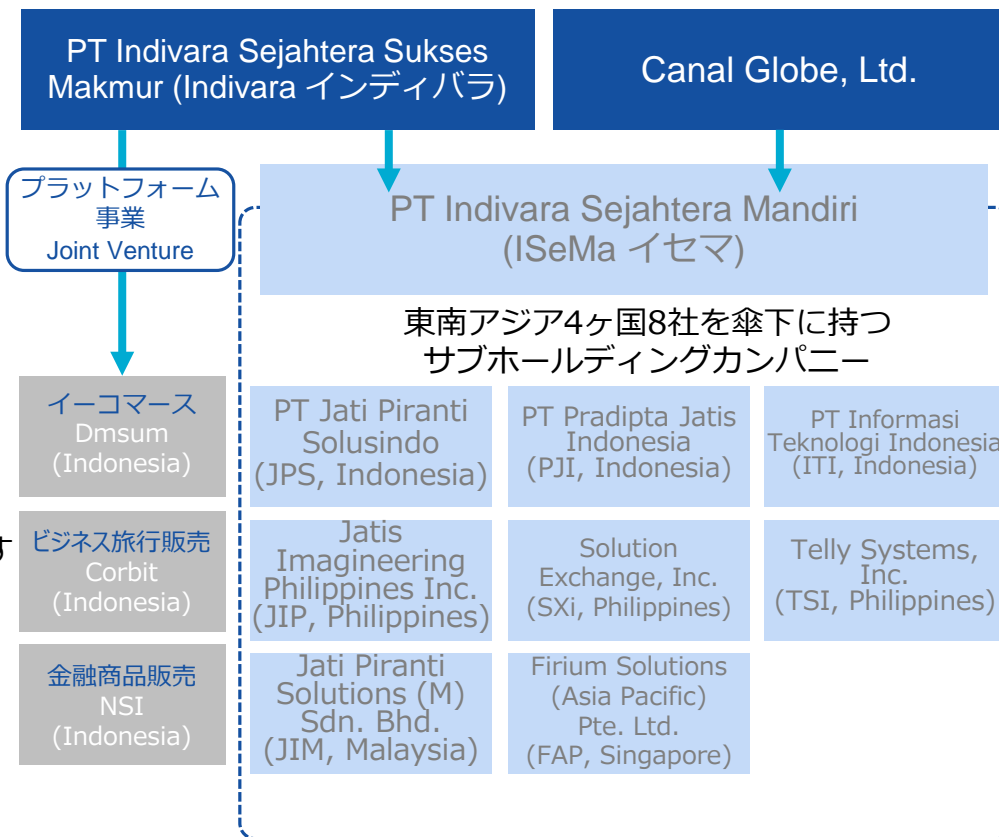 PT Indivara Sejahtera Sukses
Makmur (Indivara インディバラ)
Canal Globe, Ltd.
プラットフォーム
事業
Joint Venture
PT Indivara Sejahtera Mandiri
(ISeMa イセマ)
東南アジア4ヶ国8社を傘下に持つ
サブホールディングカンパニー
イーコマース
Dmsum
(Indonesia)
PT Jati Piranti
Solusindo
(JPS, Indonesia)
PT Pradipta Jatis
Indonesia
(PJI, Indonesia)
PT Informasi
Teknologi Indonesia
(ITI, Indonesia)
す
ビジネス旅行販売
Corbit
(Indonesia)
Jatis
Imagineering
Philippines Inc.
(JIP, Philippines)
Solution
Exchange, Inc.
(SXi, Philippines)
Telly Systems,
Inc.
(TSI, Philippines)
金融商品販売
NSI
(Indonesia)
Jati Piranti
Solutions (M)
Sdn. Bhd.
(JIM, Malaysia)
Firium Solutions
(Asia Pacific)
Pte. Ltd.
(FAP, Singapore)